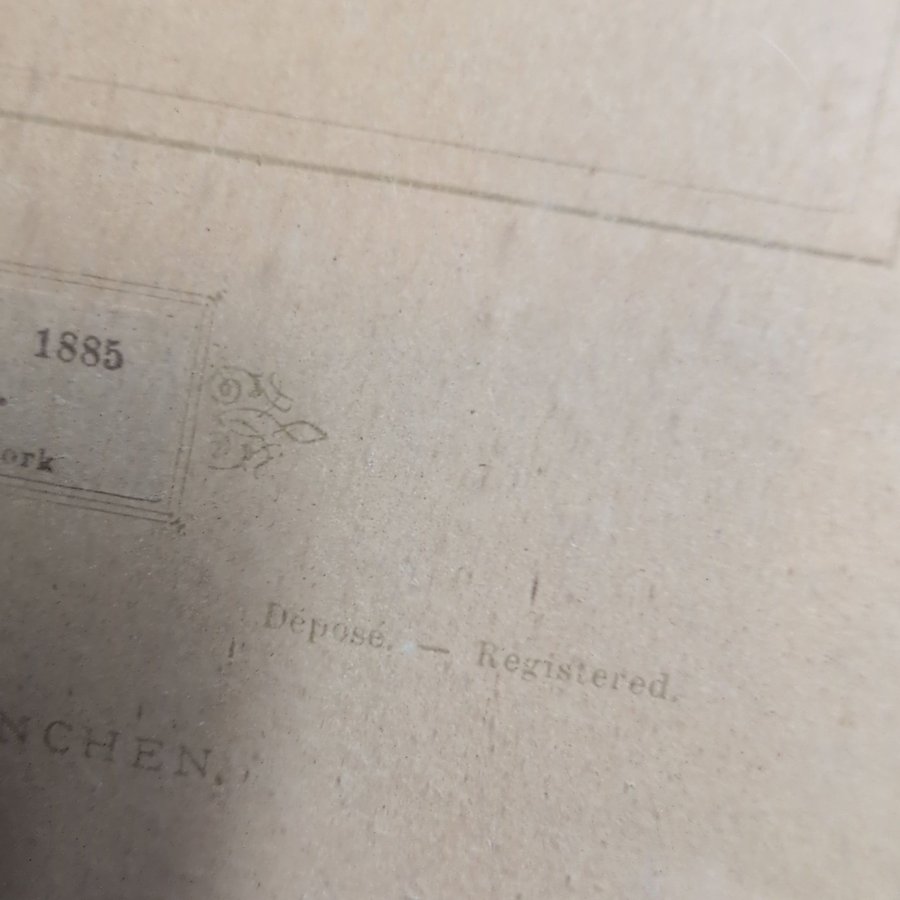 1885
.
ork
Déposé. — Registered.
NCHEN.